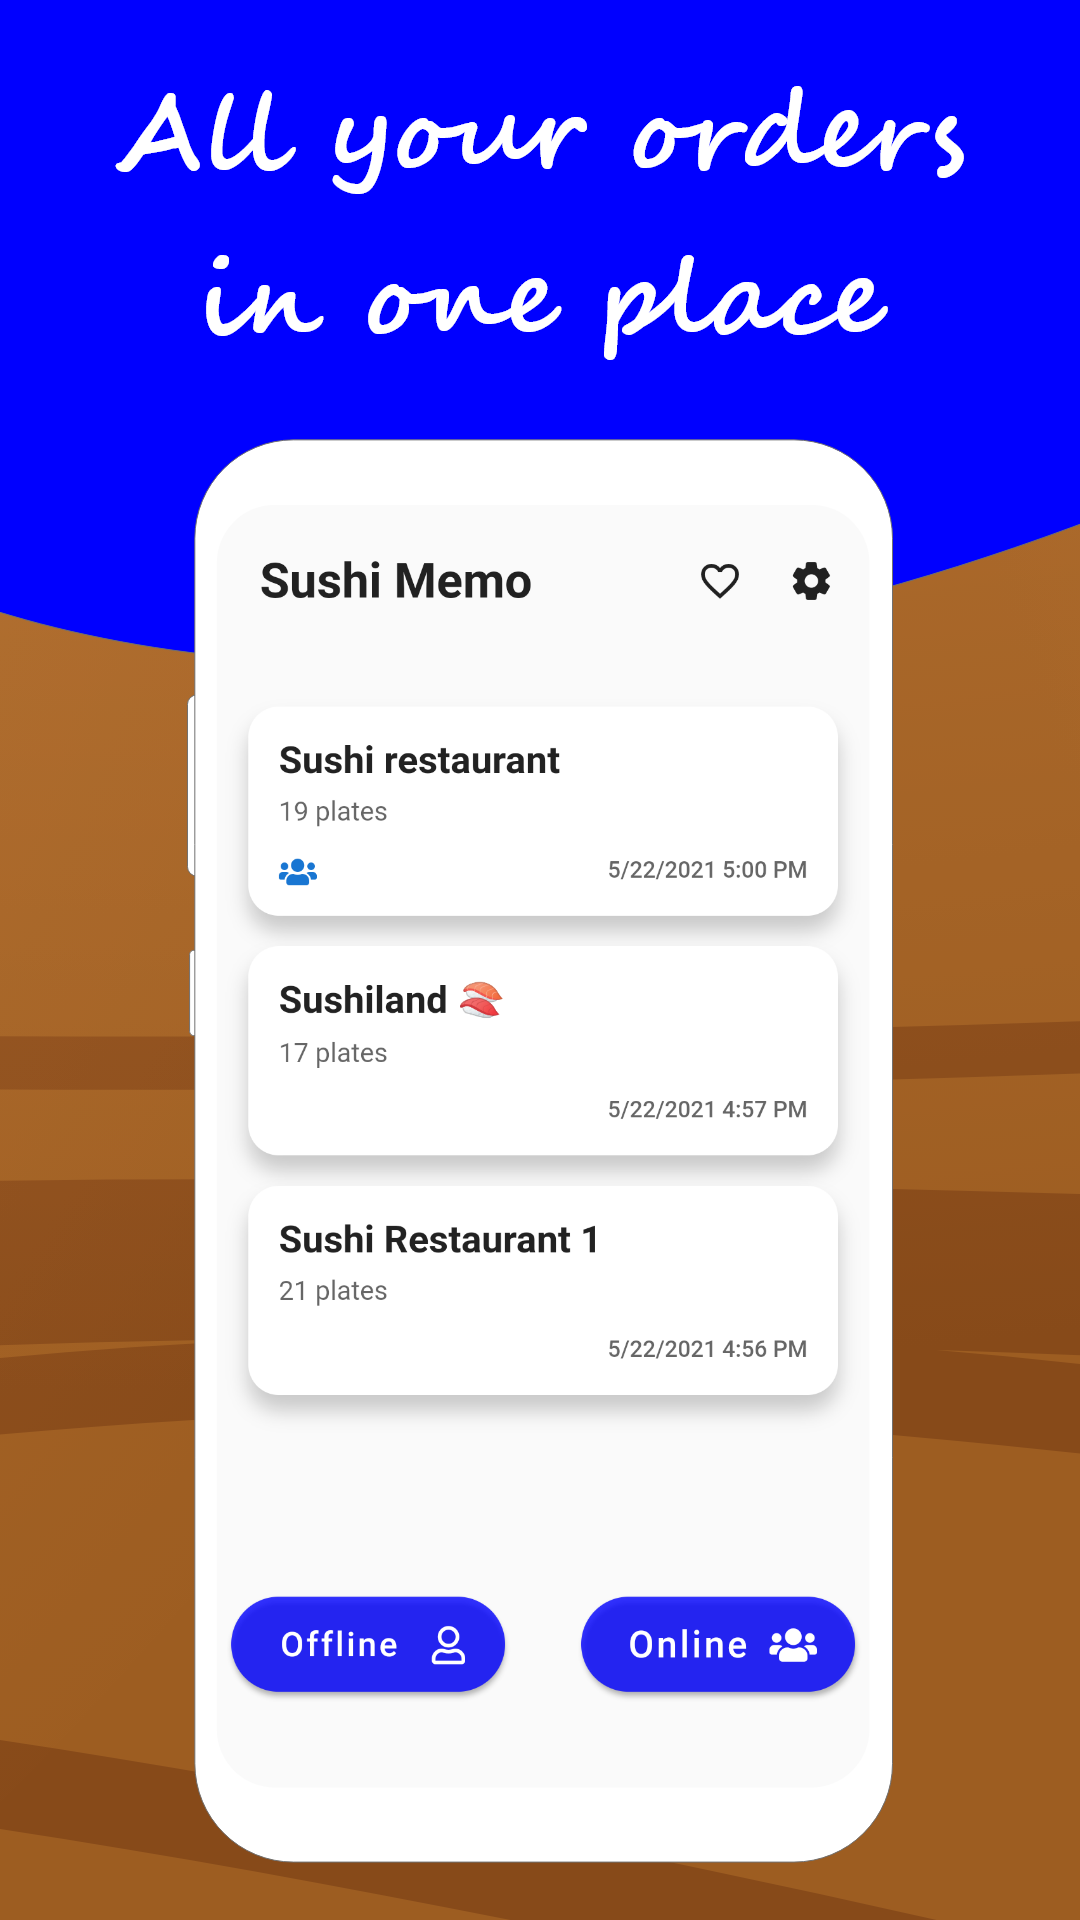 All your orders
in one place
Sushi Memo
Sushi restaurant
19 plates
5/22/2021 5:00 PM
Sushiland 🍣
17 plates
5/22/2021 4:57 PM
Sushi Restaurant 1
21 plates
5/22/2021 4:56 PM
Offline
Online